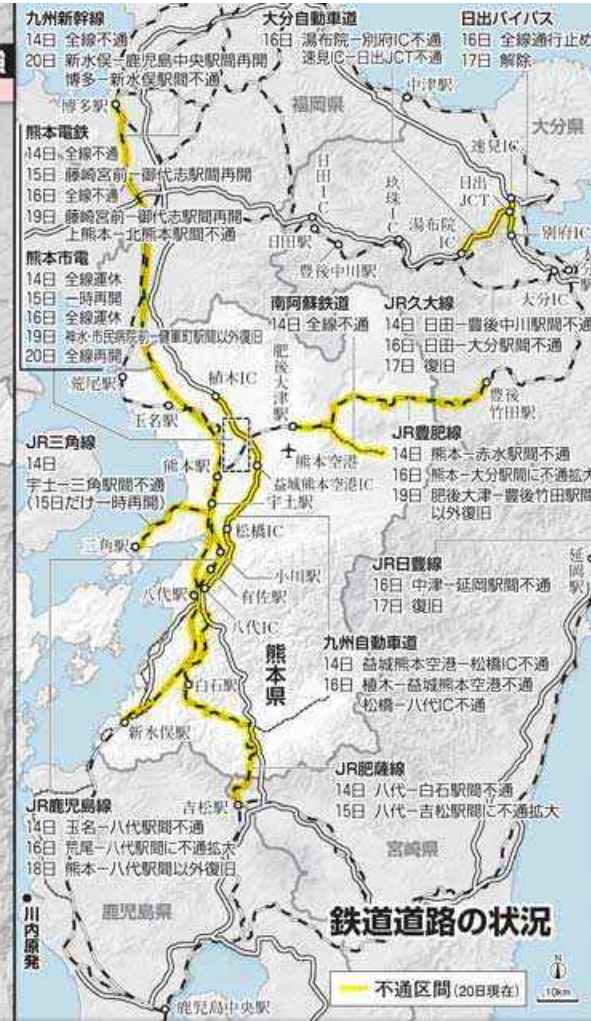 九州新幹線
14日 全線不通
20日 新水俣ー鹿児島中央駅間再開
博多ー新水俣駅間不通
博多駅
大分自動車道
16日 湯布院ー別府IC不通
速見ICー日出JCT不通
日出バイパス
16日 全線通行止め
17日 解除
中津駅
福岡県
大分県
熊本電鉄
14日 全線不通
15日 藤崎宮前ー御代志駅間再開
16日 全線不通
19日 藤崎宮前ー御代志駅間再開
上熊本ー北熊本駅間不通
速見IC
日出JCT
別府IC
日田IC
玖珠IC
湯布院IC
日田駅
豊後中川駅
大分IC
熊本市電
14日 全線運休
15日 一時再開
16日 全線運休
19日 神水・市民病院前ー健軍町駅間以外復旧
20日 全線再開
南阿蘇鉄道
14日 全線不通
JR久大線
14日 日田ー豊後中川駅間不通
16日 日田ー大分駅間不通
17日 復旧
荒尾駅
植木IC
肥後大津駅
豊後竹田駅
玉名駅
JR三角線
14日
宇土ー三角駅間不通
(15日だけ一時再開)
熊本駅
熊本空港
益城熊本空港IC
宇土駅
JR豊肥線
14日 熊本ー赤水駅間不通
16日 熊本ー大分駅間に不通拡大
19日 肥後大津ー豊後竹田駅間
以外復旧
三角駅
松橋IC
小川駅
有佐駅
八代駅
八代IC
JR日豊線
16日 中津ー延岡駅間不通
17日 復旧
延岡駅
熊本県
九州自動車道
14日 益城熊本空港ー松橋IC不通
16日 植木ー益城熊本空港不通
松橋ー八代IC不通
白石駅
新水俣駅
JR肥薩線
14日 八代ー白石駅間不通
15日 八代ー吉松駅間に不通拡大
吉松駅
JR鹿児島線
14日 玉名ー八代駅間不通
16日 荒尾ー八代駅間に不通拡大
18日 熊本ー八代駅間以外復旧
宮崎県
川内原発
鹿児島県
鉄道道路の状況
不通区間(20日現在)
N
10km
鹿児島中央駅